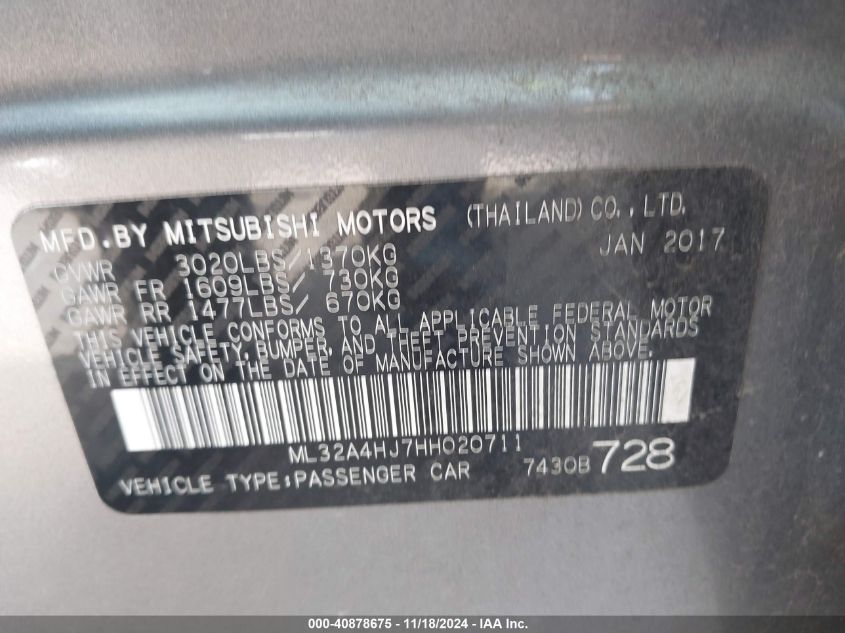 MFD.BY MITSUBISHI MOTORS (THAILAND) CO.,LTD.
JAN 2017
GVWR 3020LBS/1370KG
GAWR FR 1609LBS/ 730KG
GAWR RR 1477LBS/ 670KG
THIS VEHICLE CONFORMS TO ALL APPLICABLE FEDERAL MOTOR
VEHICLE SAFETY, BUMPER, AND THEFT PREVENTION STANDARDS
IN EFFECT ON THE DATE OF MANUFACTURE SHOWN ABOVE.
ML32A4HJ7HH020711
VEHICLE TYPE:PASSENGER CAR 7430B 728
000-40878675 - 11/18/2024 - IAA Inc.